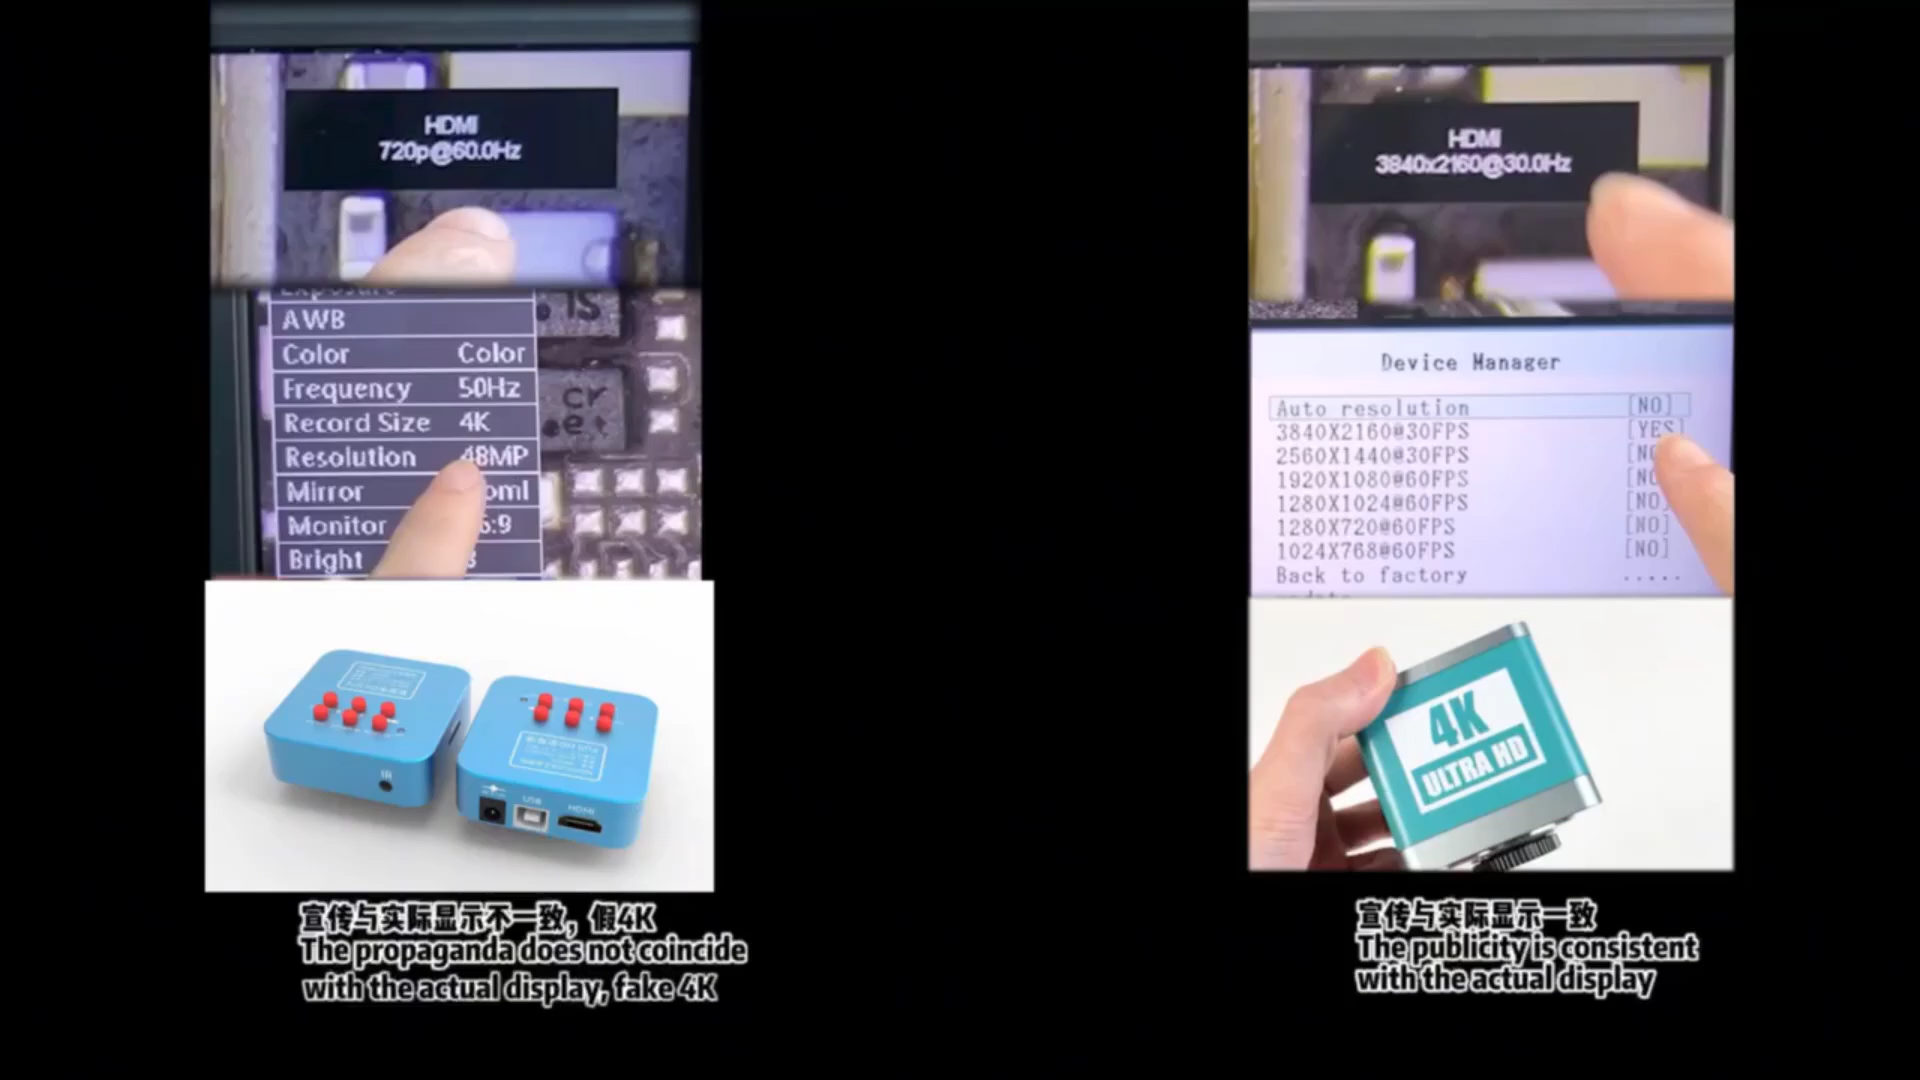 HDMI
720p@60.0Hz
AWB
Color Color
Frequency 50Hz
Record Size 4K
Resolution 48MP
Mirror
Monitor
Bright
IR
USB
HDMI
宣传与实际显示不一致，假4K
The propaganda does not coincide
with the actual display, fake 4K
HDMI
3840x2160@30.0Hz
Device Manager
Auto resolution [NO]
3840X2160@30FPS [YES]
2560X1440@30FPS
1920X1080@60FPS
1280X1024@60FPS [NO]
1280X720@60FPS [NO]
1024X768@60FPS [NO]
Back to factory .....
4K
ULTRA HD
宣传与实际显示一致
The publicity is consistent
with the actual display